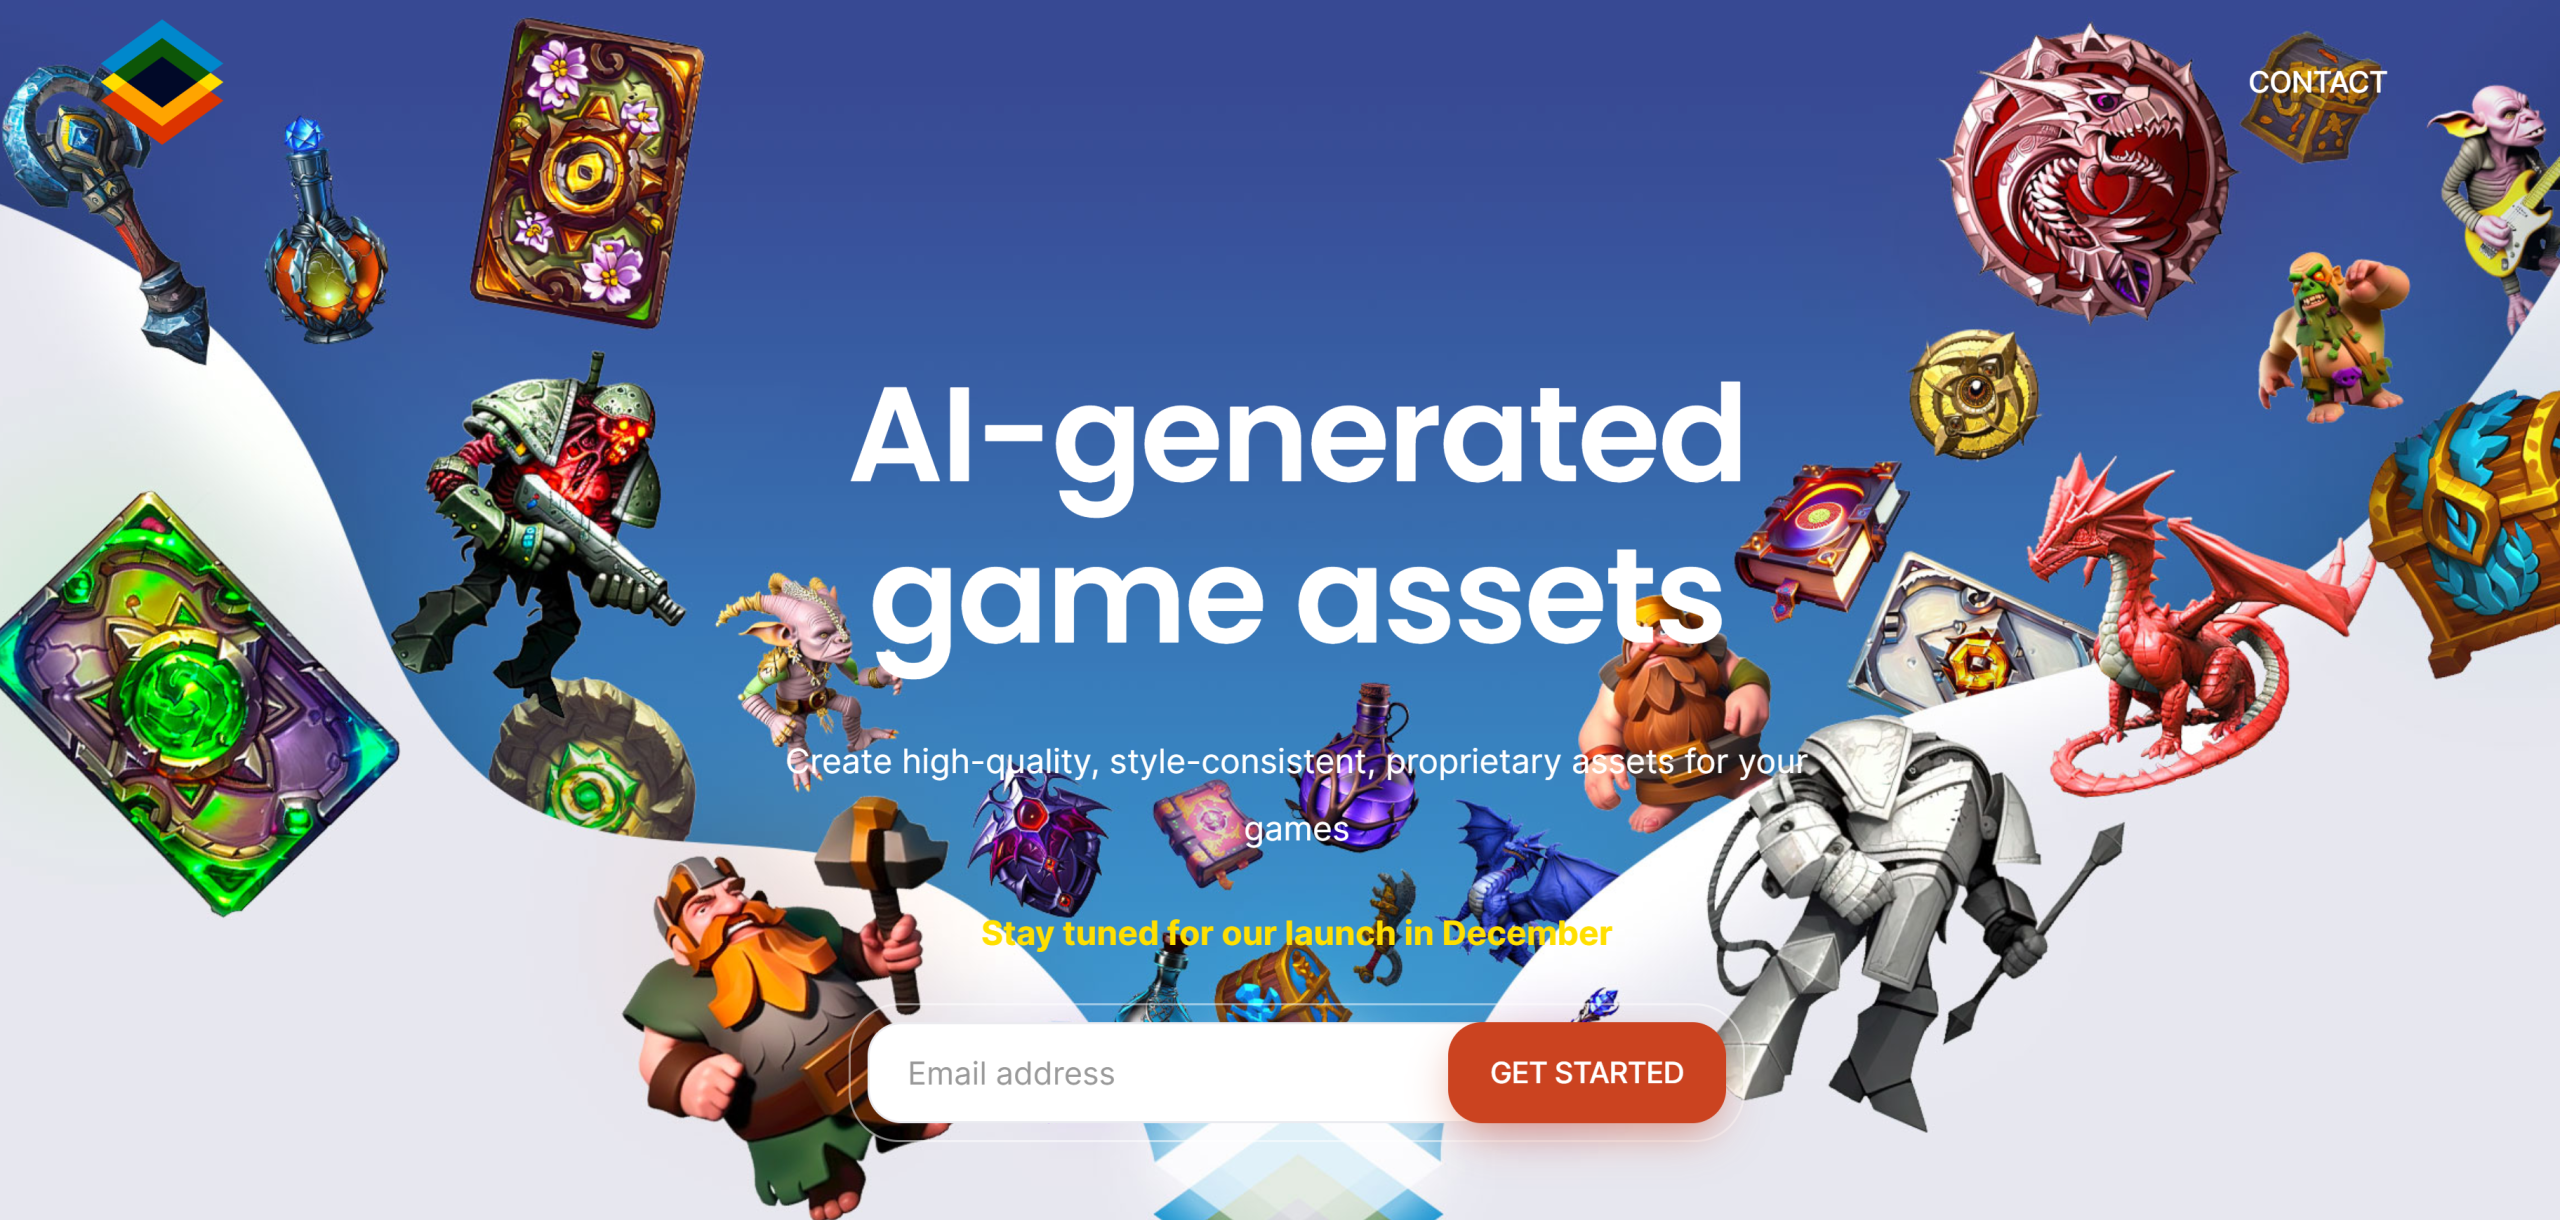 CONTACT
AI-generated
game assets
Create high-quality, style-consistent, proprietary assets for your
games
Stay tuned for our launch in December
Email address
GET STARTED